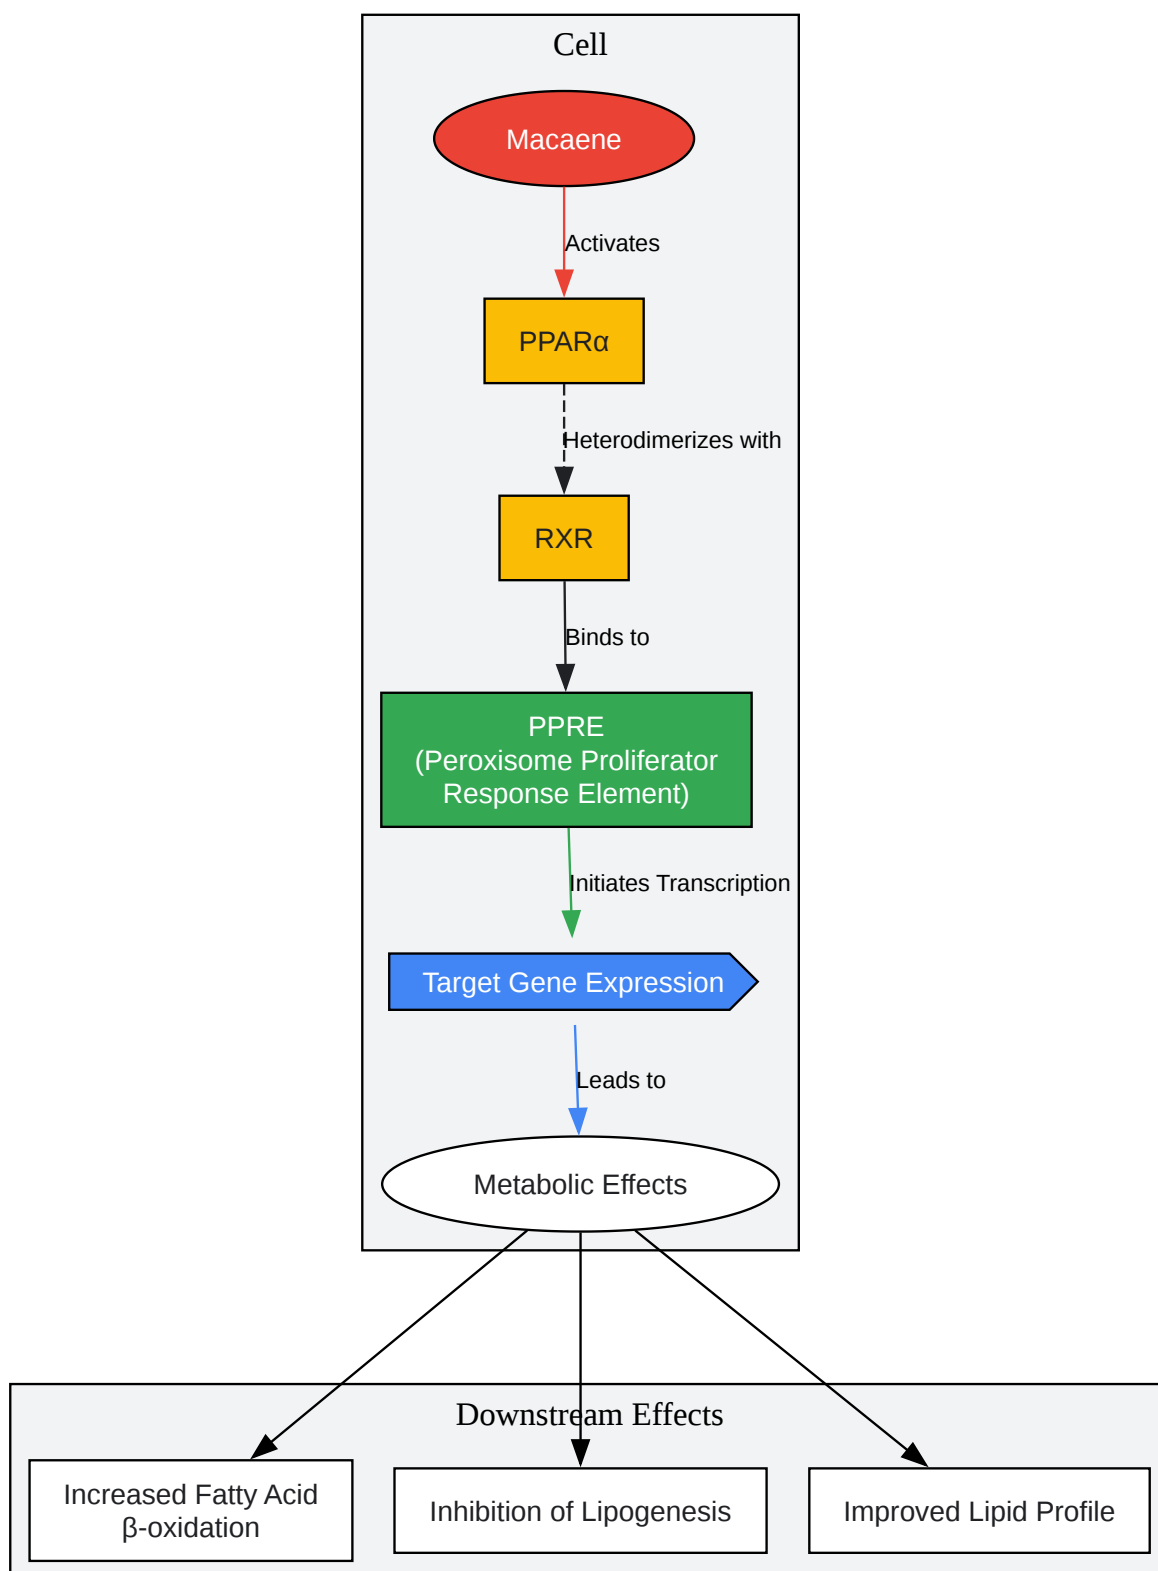 Cell
Macaene
Activates
PPARα
Heterodimerizes with
RXR
Binds to
PPRE
(Peroxisome Proliferator
Response Element)
Initiates Transcription
Target Gene Expression
Leads to
Metabolic Effects
Downstream Effects
Increased Fatty Acid
β-oxidation
Inhibition of Lipogenesis
Improved Lipid Profile